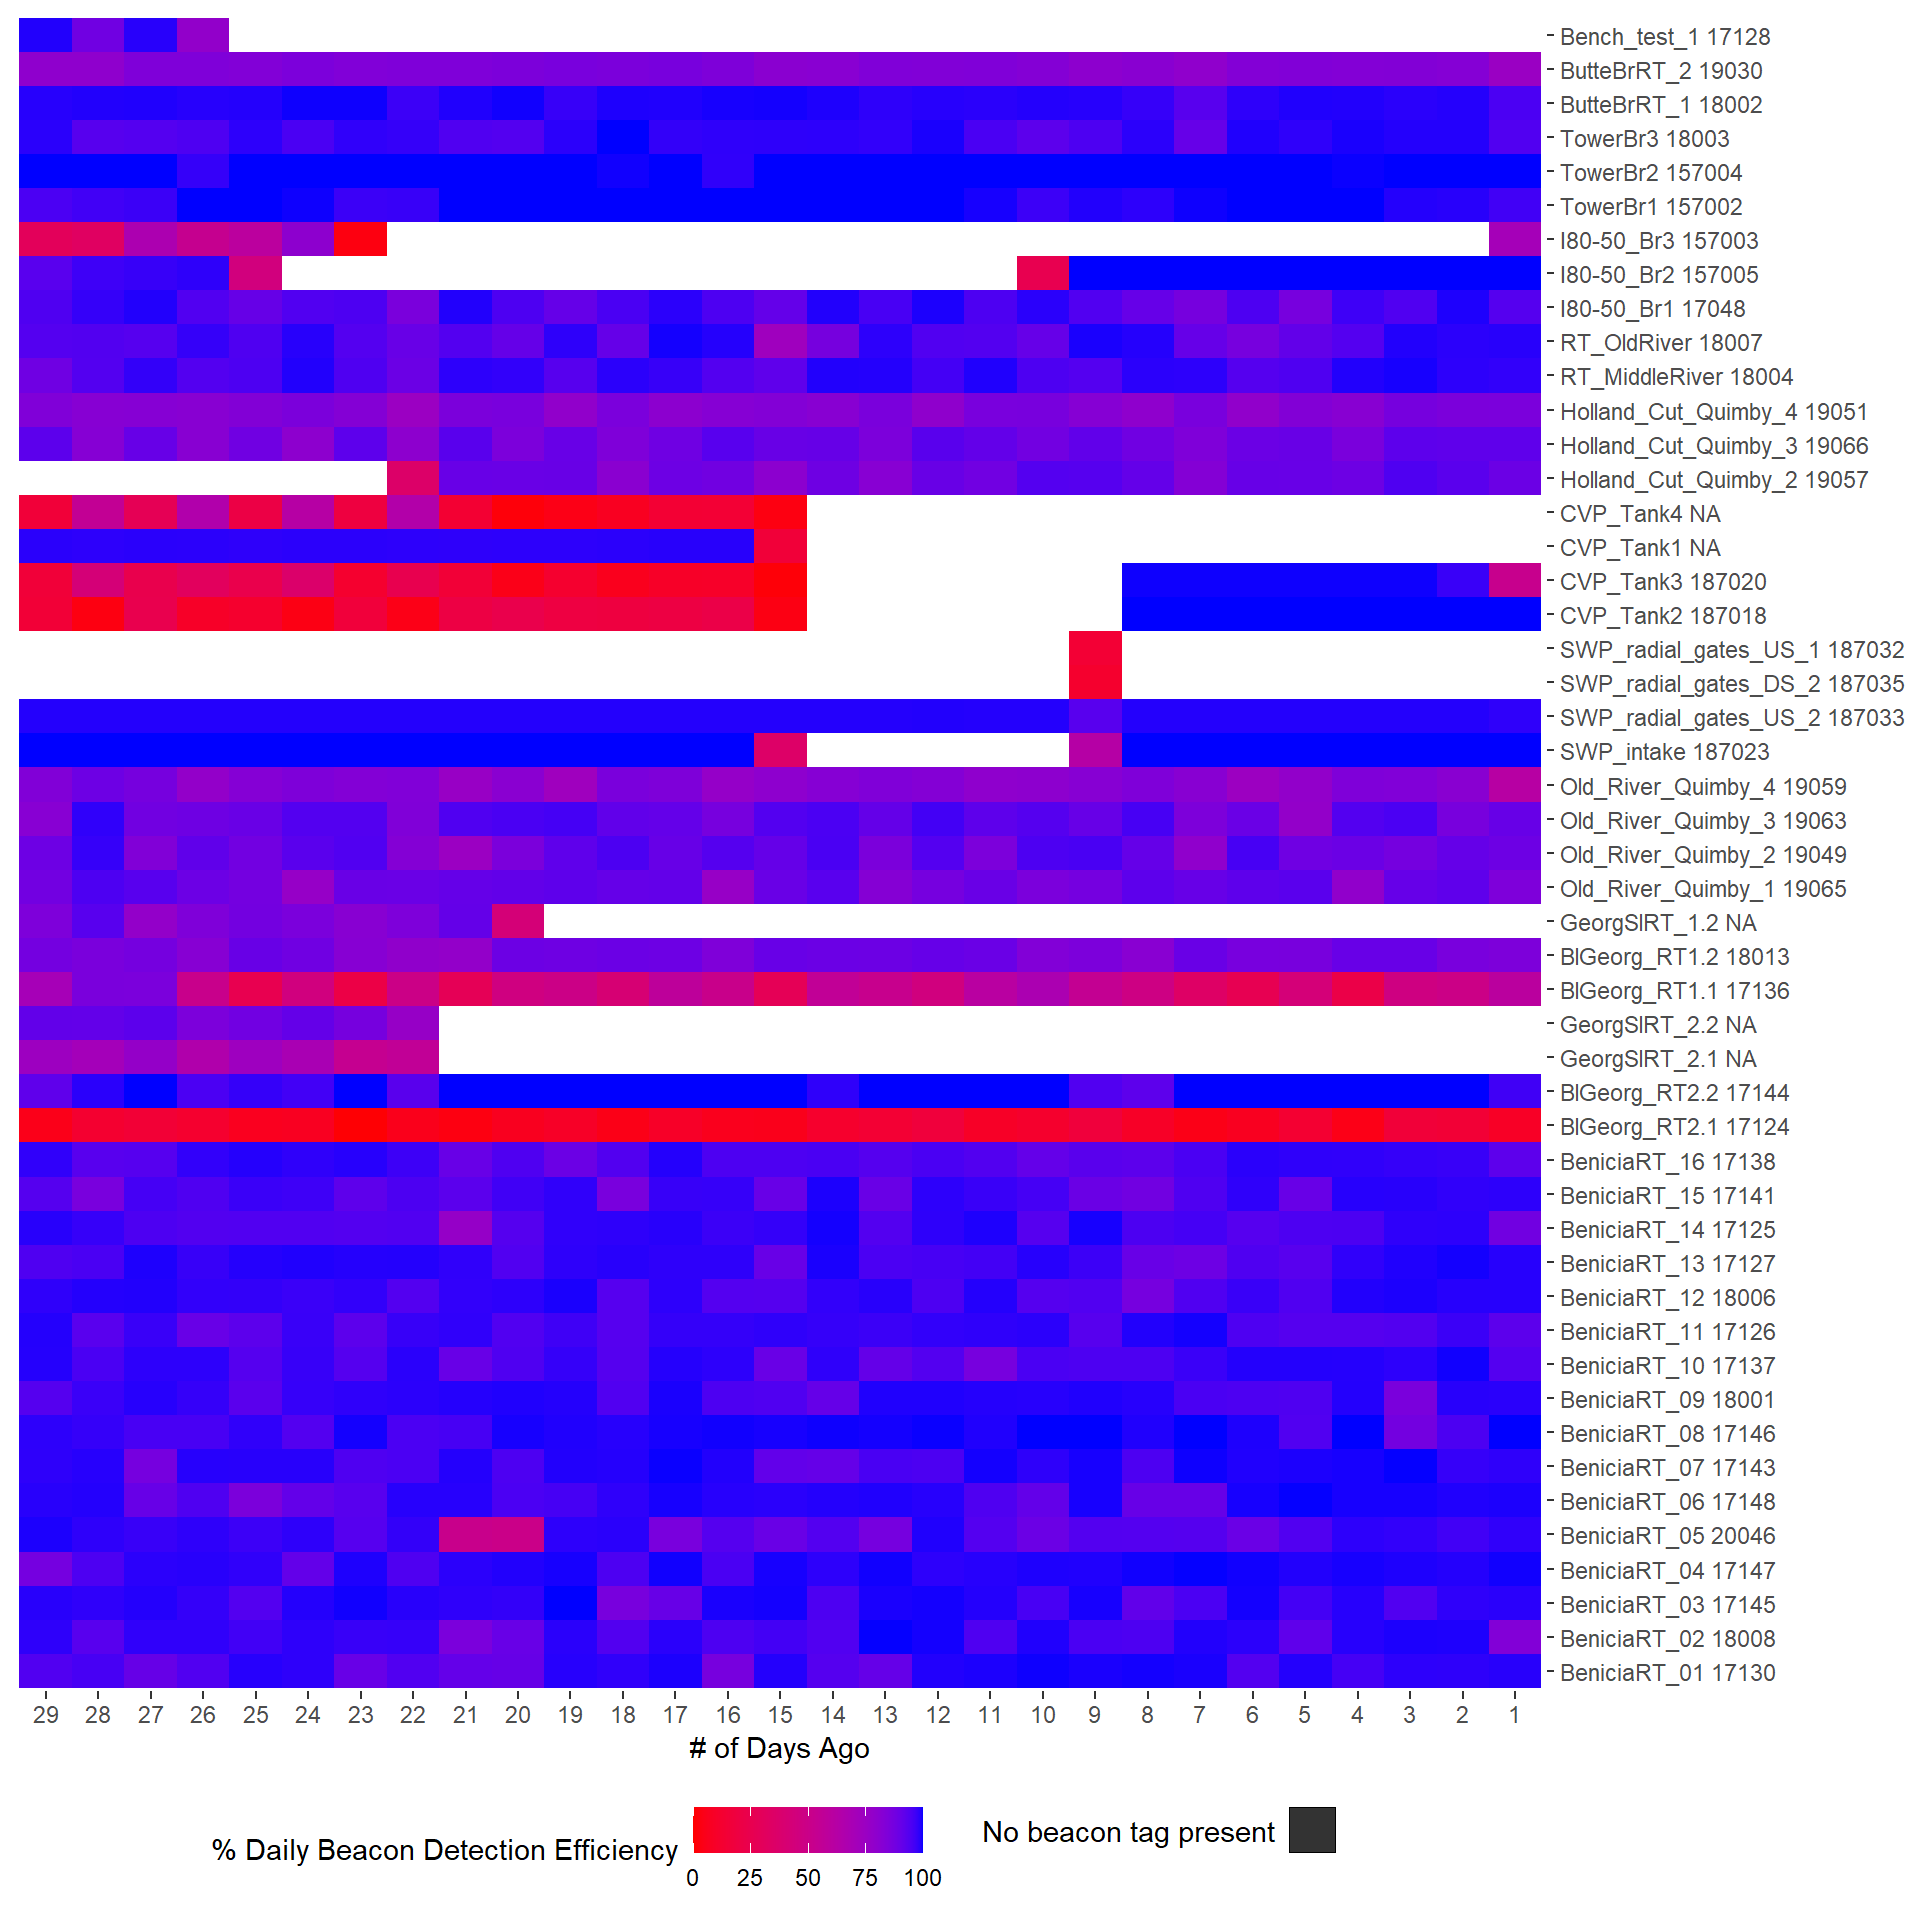 Bench_test_1 17128
ButteBrRT_2 19030
ButteBrRT_1 18002
TowerBr3 18003
TowerBr2 157004
TowerBr1 157002
I80-50_Br3 157003
I80-50_Br2 157005
I80-50_Br1 17048
RT_OldRiver 18007
RT_MiddleRiver 18004
Holland_Cut_Quimby_4 19051
Holland_Cut_Quimby_3 19066
Holland_Cut_Quimby_2 19057
CVP_Tank4 NA
CVP_Tank1 NA
CVP_Tank3 187020
CVP_Tank2 187018
SWP_radial_gates_US_1 187032
SWP_radial_gates_DS_2 187035
SWP_radial_gates_US_2 187033
SWP_intake 187023
Old_River_Quimby_4 19059
Old_River_Quimby_3 19063
Old_River_Quimby_2 19049
Old_River_Quimby_1 19065
GeorgSlRT_1.2 NA
BlGeorg_RT1.2 18013
BlGeorg_RT1.1 17136
GeorgSlRT_2.2 NA
GeorgSlRT_2.1 NA
BlGeorg_RT2.2 17144
BlGeorg_RT2.1 17124
BeniciaRT_16 17138
BeniciaRT_15 17141
BeniciaRT_14 17125
BeniciaRT_13 17127
BeniciaRT_12 18006
BeniciaRT_11 17126
BeniciaRT_10 17137
BeniciaRT_09 18001
BeniciaRT_08 17146
BeniciaRT_07 17143
BeniciaRT_06 17148
BeniciaRT_05 20046
BeniciaRT_04 17147
BeniciaRT_03 17145
BeniciaRT_02 18008
BeniciaRT_01 17130
29 28 27 26 25 24 23 22 21 20 19 18 17 16 15 14 13 12 11 10 9 8 7 6 5 4 3 2 1
# of Days Ago
% Daily Beacon Detection Efficiency
0 25 50 75 100
No beacon tag present